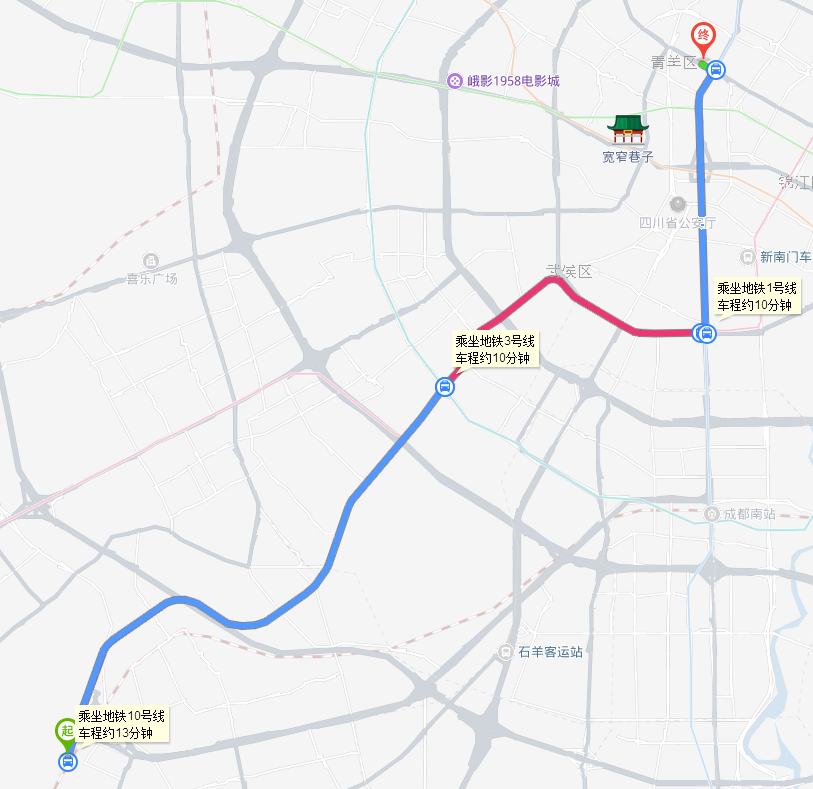 终
青羊区
峨影1958电影城
宽窄巷子
锦江区
四川省公安厅
新南门车
喜乐广场
武侯区
乘坐地铁1号线
车程约10分钟
乘坐地铁3号线
车程约10分钟
成都南站
石羊客运站
起
乘坐地铁10号线
车程约13分钟